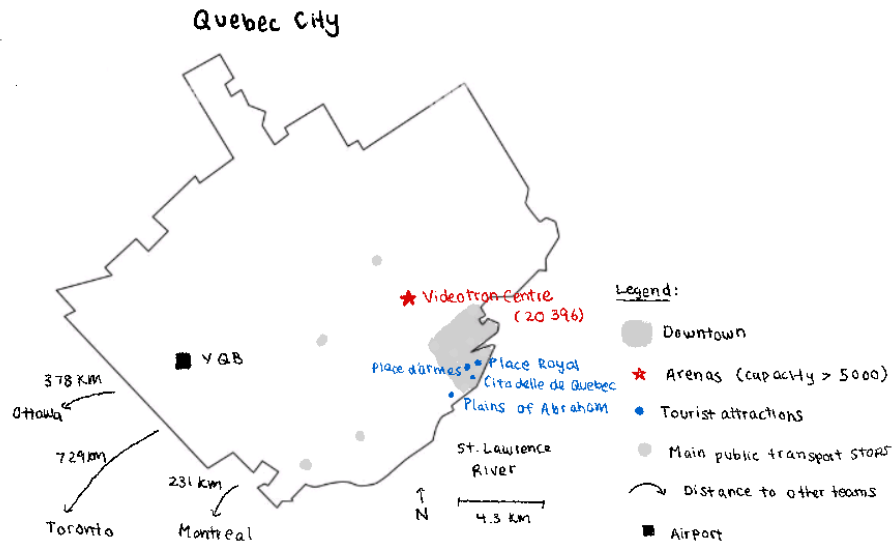 Quebec City
Videotron Centre
(20 396)
YQB
Place d'armes
Place Royal
Citadelle de Quebec
Plains of Abraham
378 KM
Ottawa
729km
Toronto
231 KM
Montreal
St. Lawrence
River
N
4.3 KM
Legend:
Downtown
Arenas (capacity > 5000)
Tourist attractions
Main public transport stops
Distance to other teams
Airport